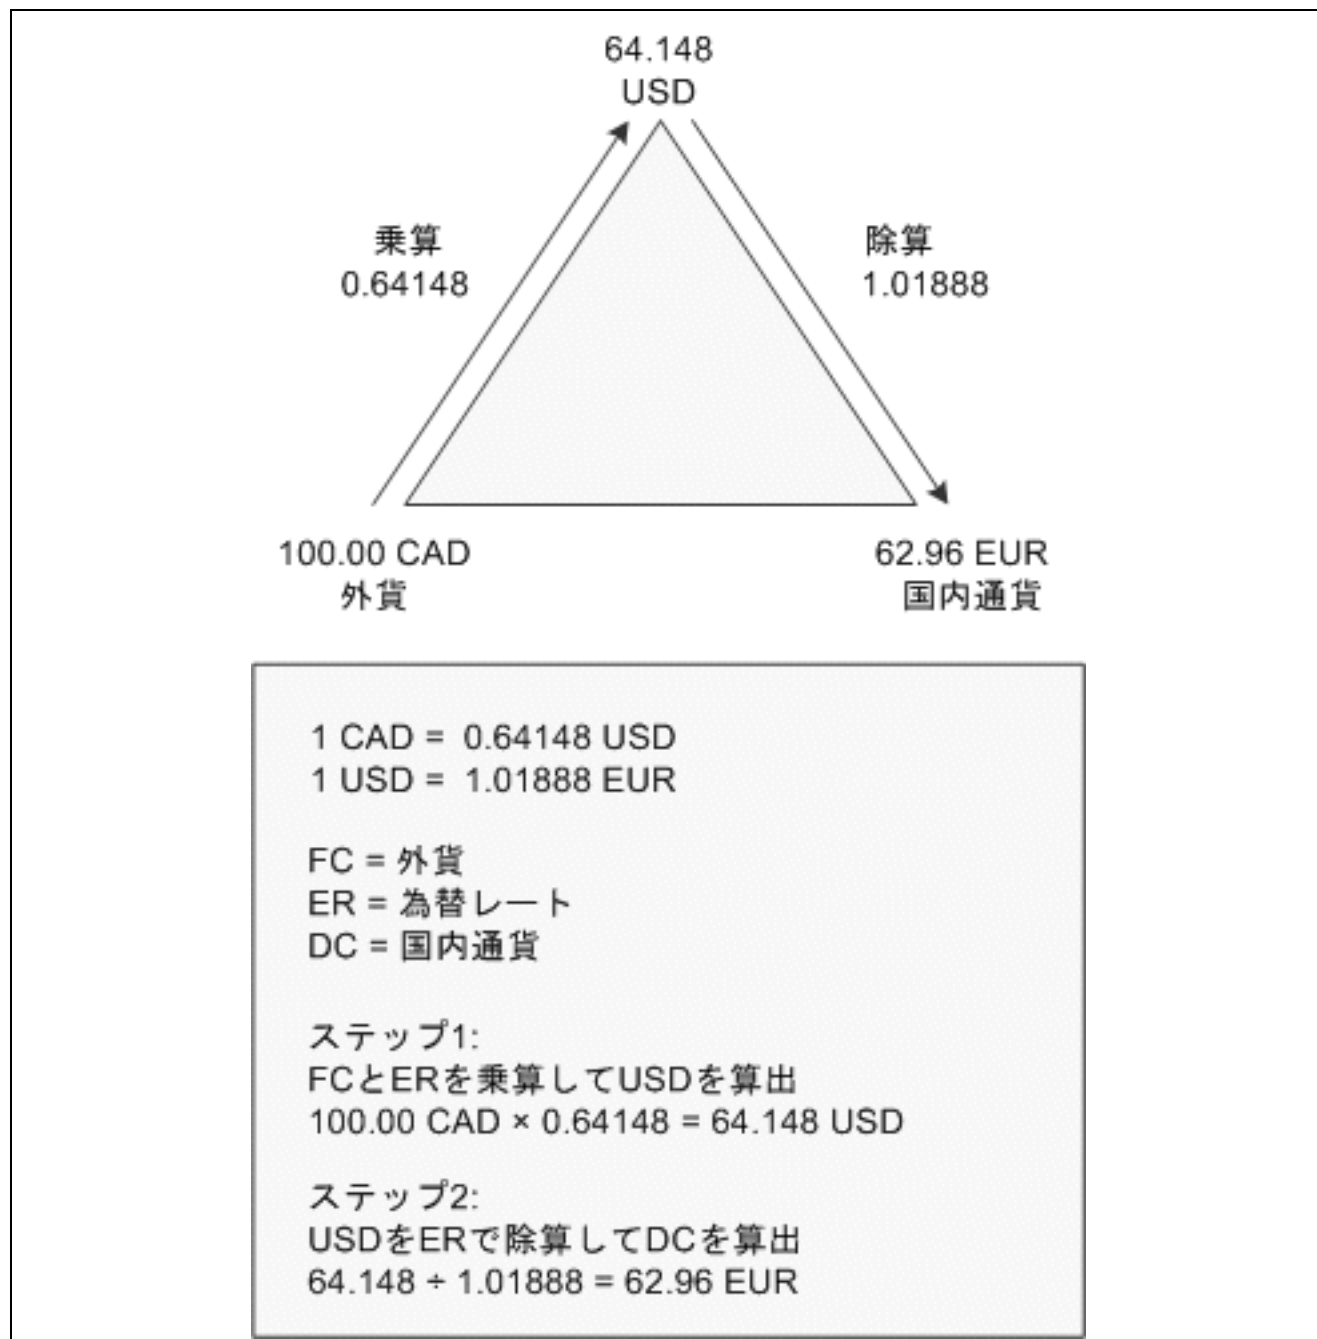 64.148
USD
乗算
0.64148
除算
1.01888
100.00 CAD
外貨
62.96 EUR
国内通貨
1 CAD = 0.64148 USD
1 USD = 1.01888 EUR
FC = 外貨
ER = 為替レート
DC = 国内通貨
ステップ1:
FCとERを乗算してUSDを算出
100.00 CAD × 0.64148 = 64.148 USD
ステップ2:
USDをERで除算してDCを算出
64.148 ÷ 1.01888 = 62.96 EUR